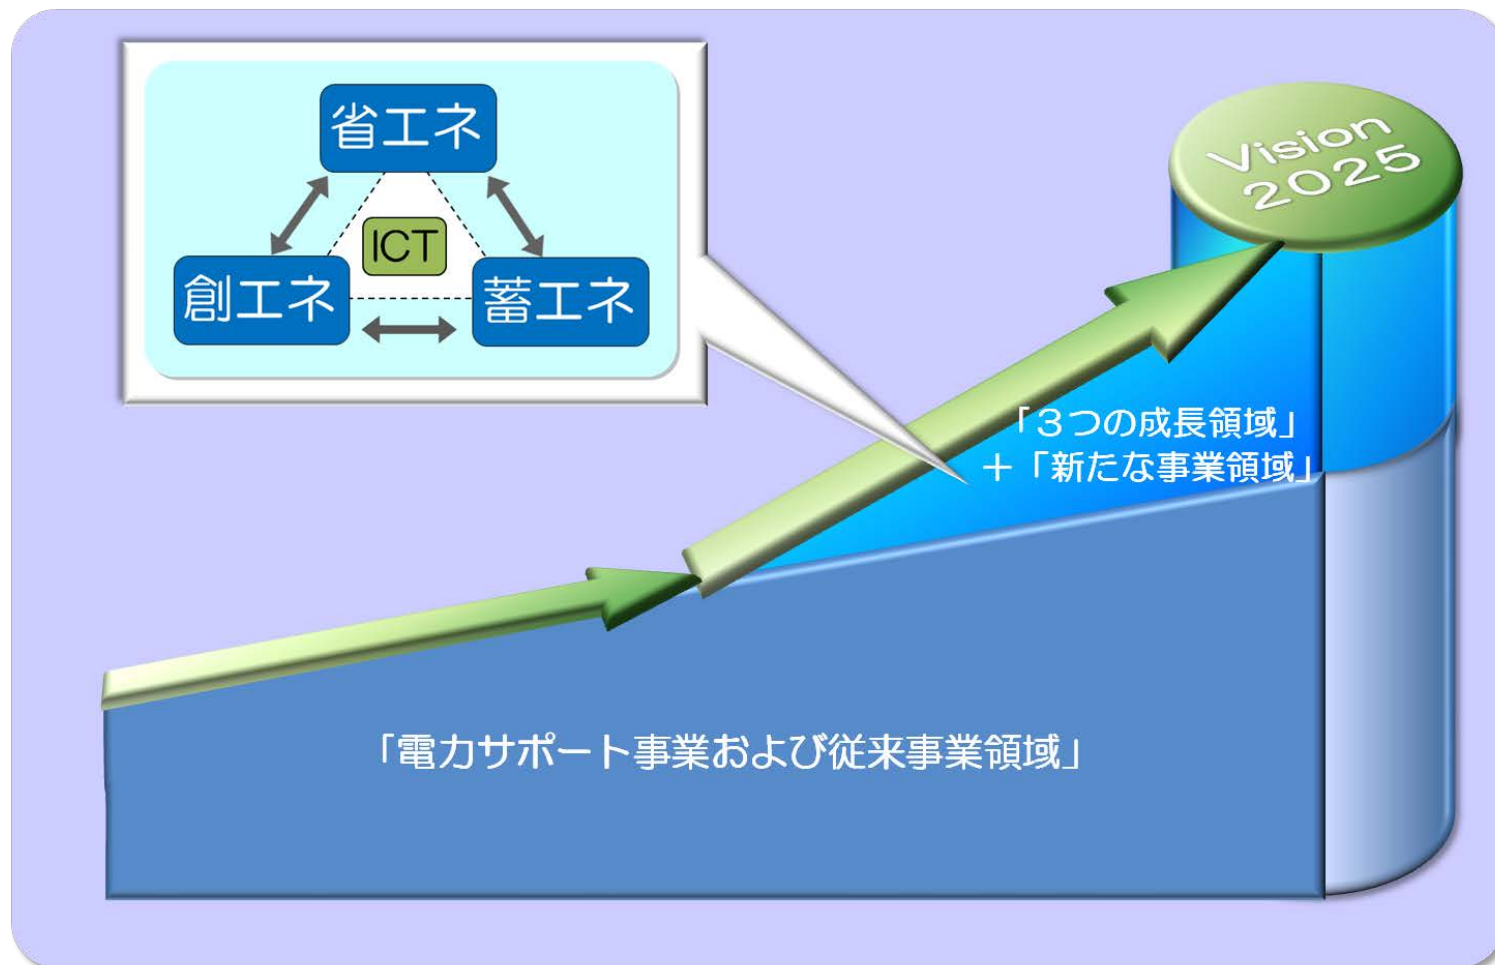 省エネ
ICT
創エネ
蓄エネ
Vision
2025
「３つの成長領域」
＋「新たな事業領域」
「電力サポート事業および従来事業領域」